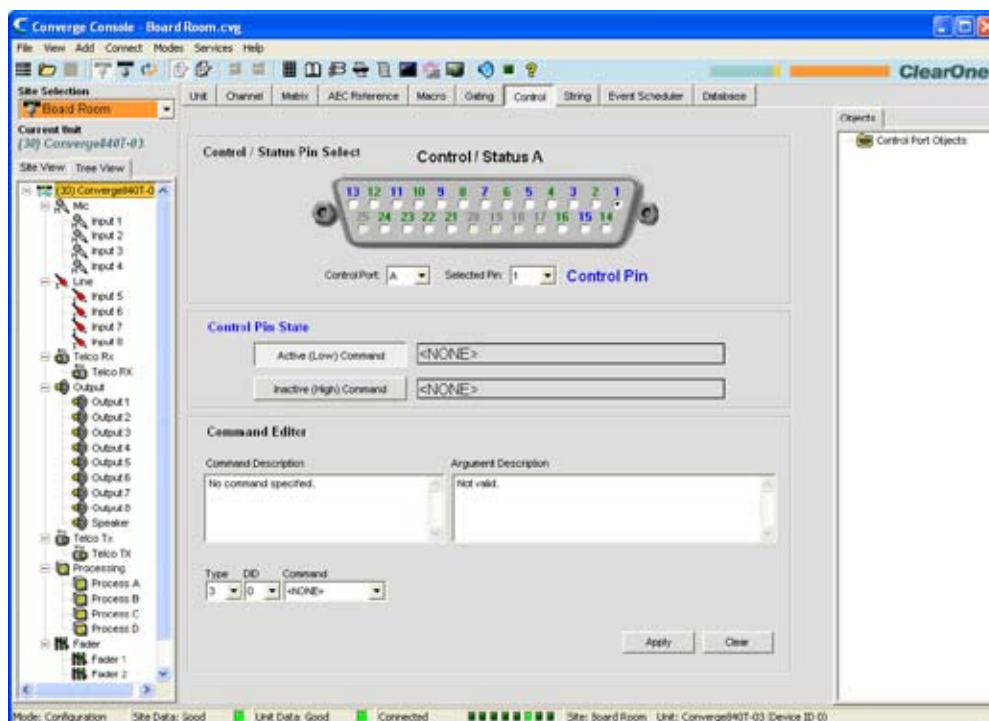 Converge Console - Board Room.cvg
File View Add Connect Modes Services Help
ClearOne
Site Selection
Board Room
Current Unit
(30) Converge840T-03
Site View Tree View
Unit Channel Matrix AEC Reference Macro Gating Control String Event Scheduler Database
Objects
Control Port Objects
(30) Converge840T-0
Mic
Input 1
Input 2
Input 3
Input 4
Line
Input 5
Input 6
Input 7
Input 8
Telco Rx
Telco RX
Output
Output 1
Output 2
Output 3
Output 4
Output 5
Output 6
Output 7
Output 8
Speaker
Telco Tx
Telco TX
Processing
Process A
Process B
Process C
Process D
Fader
Fader 1
Fader 2
Control / Status Pin Select
Control / Status A
13 12 11 10 9 8 7 6 5 4 3 2 1
25 24 23 22 21 20 19 18 17 16 15 14
Control Port: A Selected Pin: 1 Control Pin
Control Pin State
Active (Low) Command <NONE>
Inactive (High) Command <NONE>
Command Editor
Command Description Argument Description
No command specified. Not valid.
Type DID Command
3 0 <NONE>
Apply Clear
Mode: Configuration Site Data: Good Unit Data: Good Connected Site: Board Room Unit: Converge840T-03 (Device ID 0)